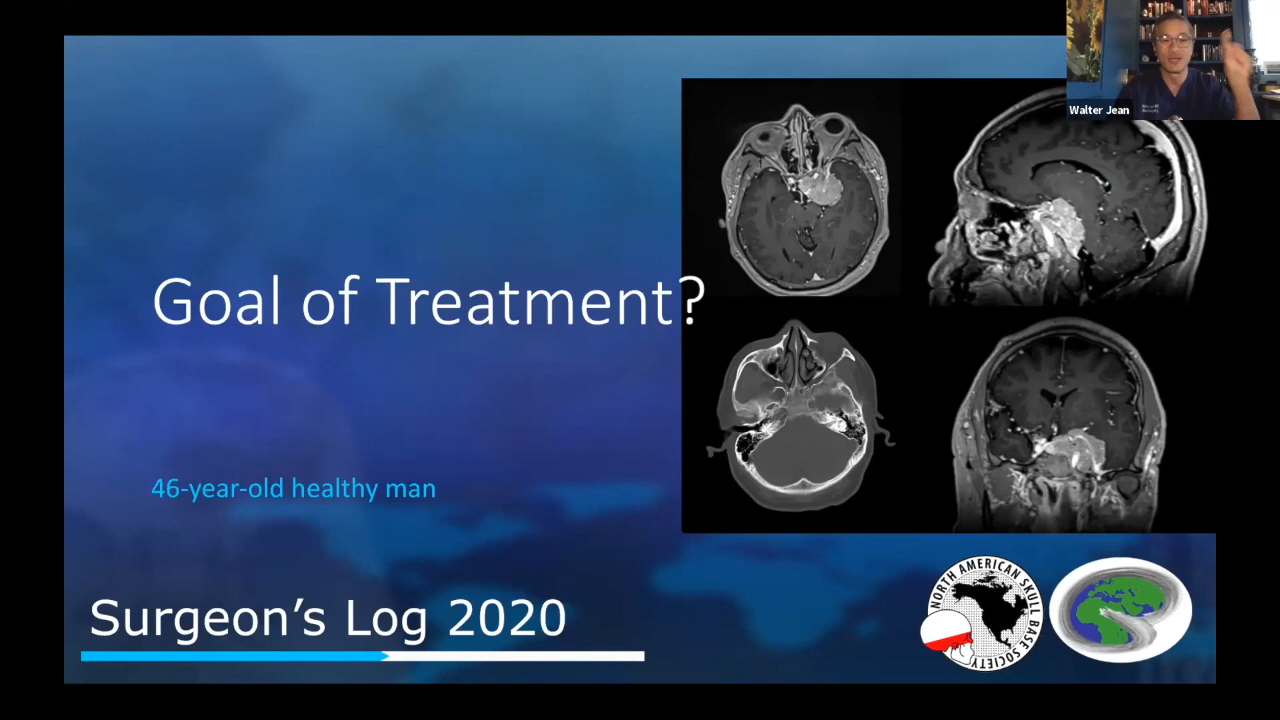 Walter Jean
Goal of Treatment?
46-year-old healthy man
Surgeon’s Log 2020
NORTH AMERICAN SKULL BASE SOCIETY